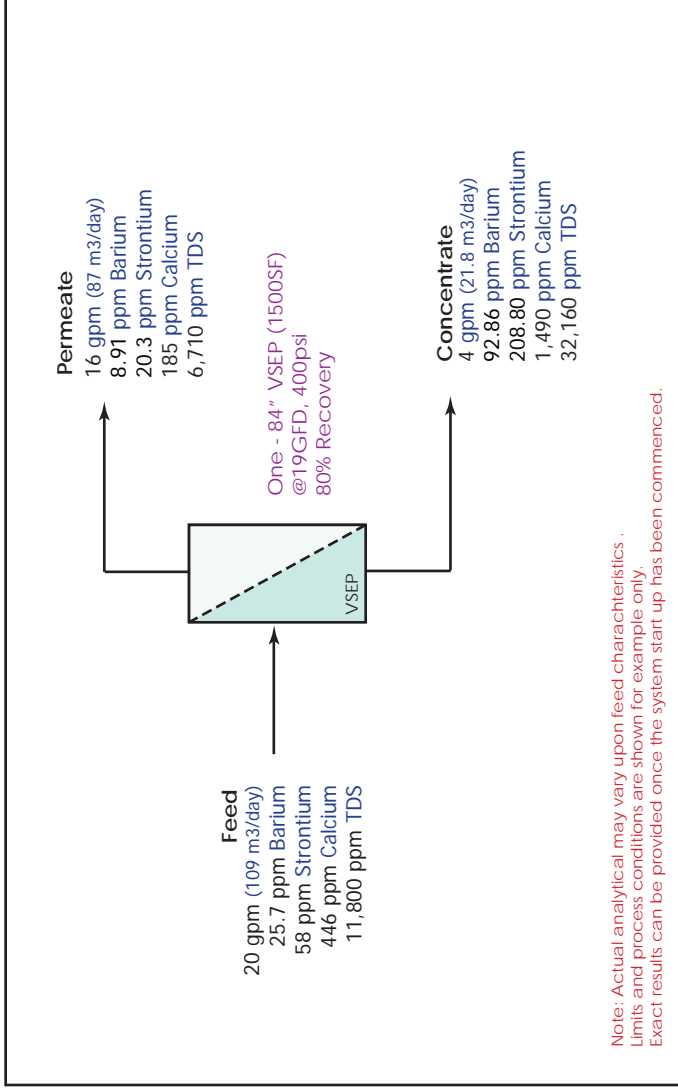 Permeate
16 gpm (87 m3/day)
8.91 ppm Barium
20.3 ppm Strontium
185 ppm Calcium
6,710 ppm TDS
One - 84" VSEP (1500SF)
@19GFD, 400psi
80% Recovery
VSEP
Feed
20 gpm (109 m3/day)
25.7 ppm Barium
58 ppm Strontium
446 ppm Calcium
11,800 ppm TDS
Concentrate
4 gpm (21.8 m3/day)
92.86 ppm Barium
208.80 ppm Strontium
1,490 ppm Calcium
32,160 ppm TDS
Note: Actual analytical may vary upon feed charachteristics .
Limits and process conditions are shown for example only.
Exact results can be provided once the system start up has been commenced.